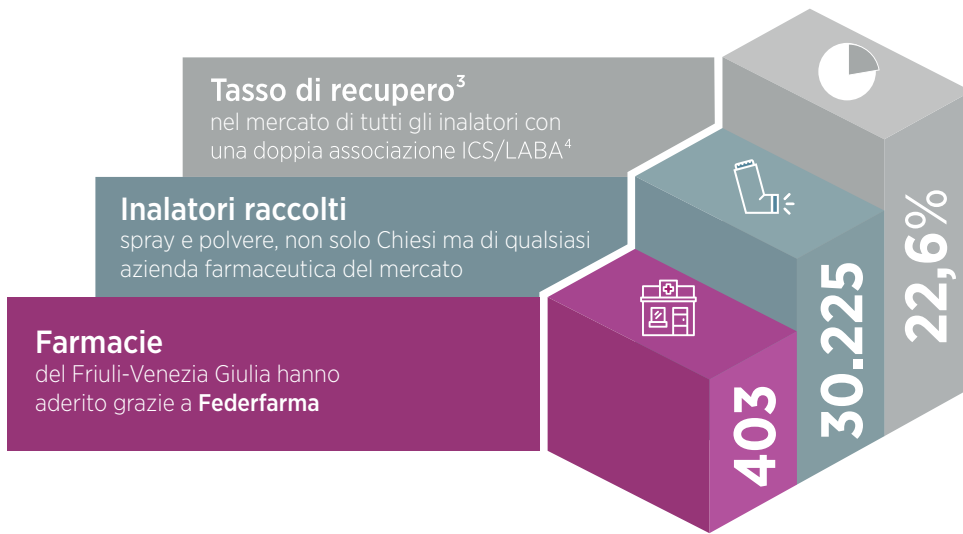 Tasso di recupero³
nel mercato di tutti gli inalatori con
una doppia associazione ICS/LABA⁴
22,6%
Inalatori raccolti
spray e polvere, non solo Chiesi ma di qualsiasi
azienda farmaceutica del mercato
30.225
Farmacie
del Friuli-Venezia Giulia hanno
aderito grazie a Federfarma
403